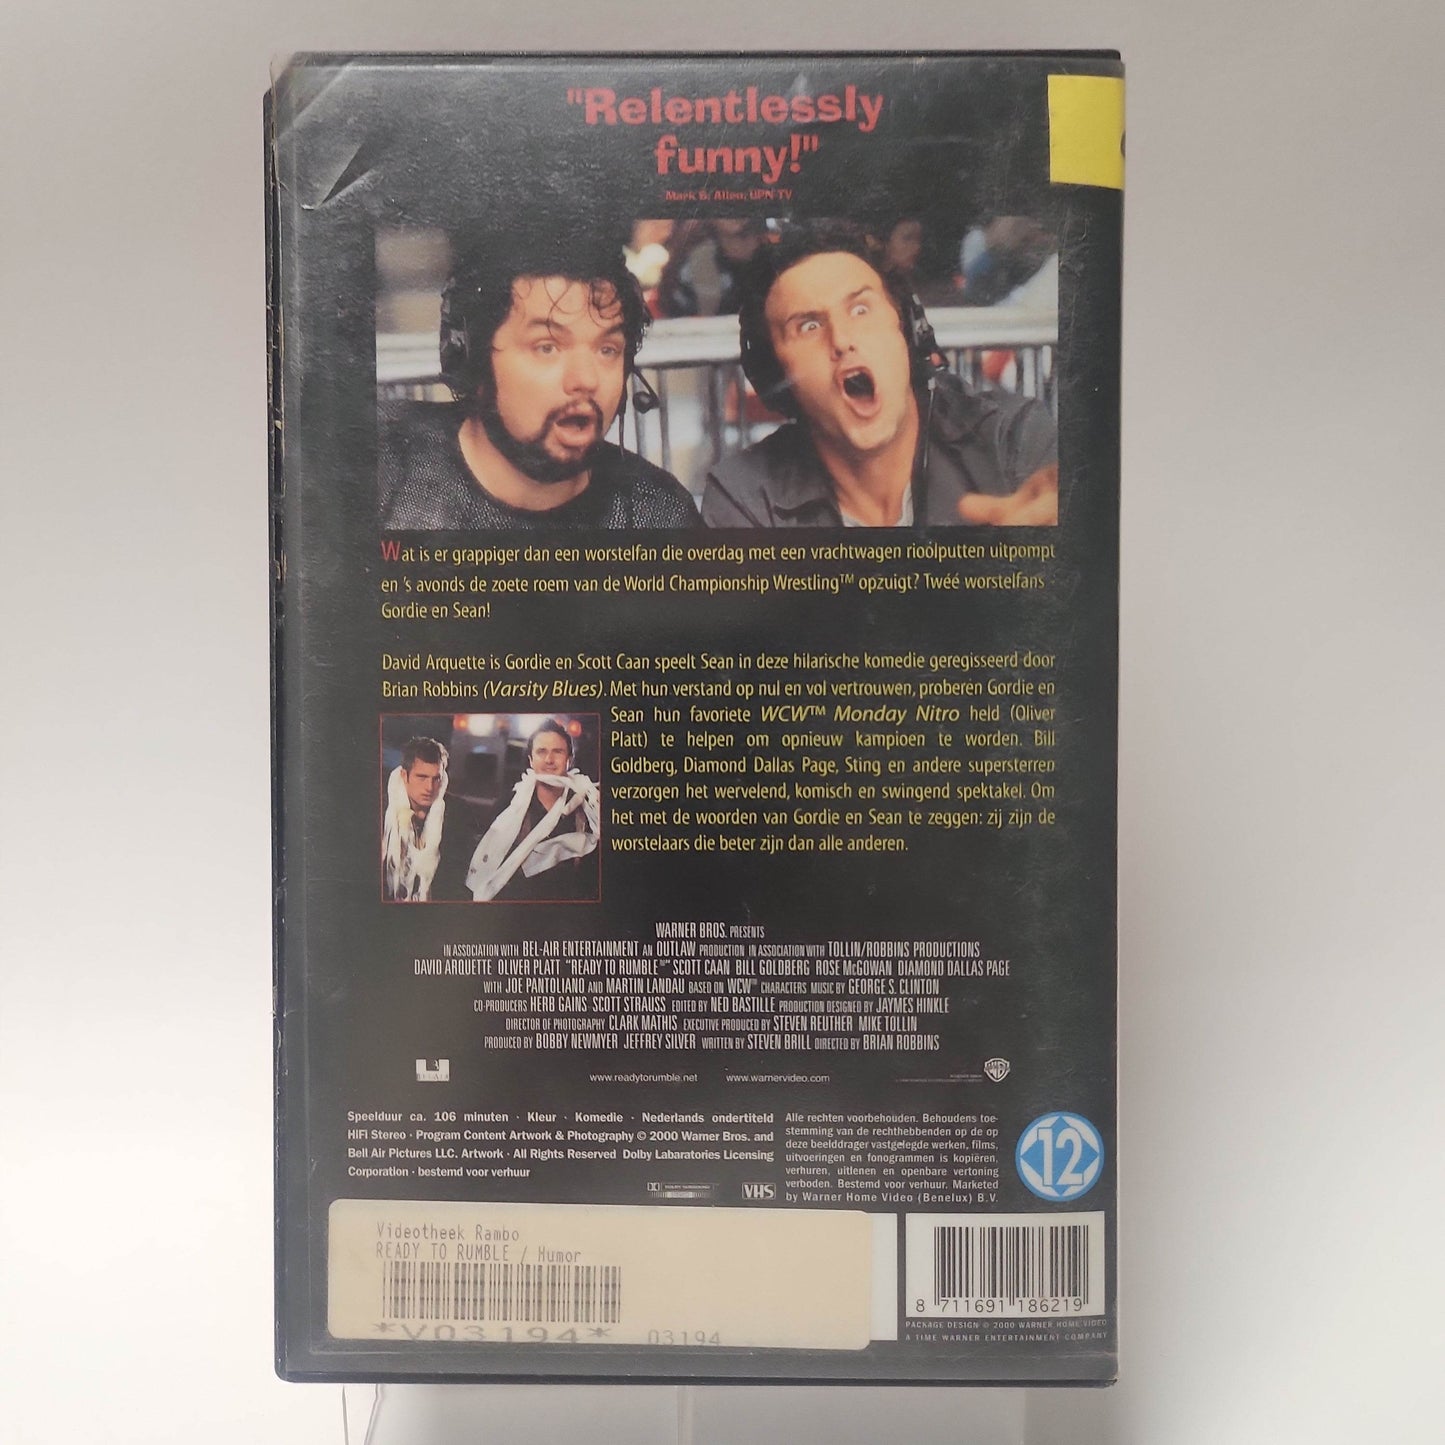 "Relentlessly
funny!"
Mark S. Allen, UPN TV
Wat is er grappiger dan een worstelfan die overdag met een vrachtwagen rioolputten uitpompt
en 's avonds de zoete roem van de World Championship Wrestling™ opzuigt? Twéé worstelfans -
Gordie en Sean!
David Arquette is Gordie en Scott Caan speelt Sean in deze hilarische komedie geregisseerd door
Brian Robbins (Varsity Blues). Met hun verstand op nul en vol vertrouwen, proberen Gordie en
Sean hun favoriete WCW™ Monday Nitro held (Oliver
Platt) te helpen om opnieuw kampioen te worden. Bill
Goldberg, Diamond Dallas Page, Sting en andere supersterren
verzorgen het wervelend, komisch en swingend spektakel. Om
het met de woorden van Gordie en Sean te zeggen: zij zijn de
worstelaars die beter zijn dan alle anderen.
WARNER BROS. PRESENTS
IN ASSOCIATION WITH BEL-AIR ENTERTAINMENT AN OUTLAW PRODUCTION IN ASSOCIATION WITH TOLLIN/ROBBINS PRODUCTIONS
DAVID ARQUETTE OLIVER PLATT "READY TO RUMBLE™" SCOTT CAAN BILL GOLDBERG ROSE McGOWAN DIAMOND DALLAS PAGE
WITH JOE PANTOLIANO AND MARTIN LANDAU BASED ON WCW™ CHARACTERS MUSIC BY GEORGE S. CLINTON
CO-PRODUCERS HERB GAINS SCOTT STRAUSS EDITED BY NED BASTILLE PRODUCTION DESIGNED BY JAYMES HINKLE
DIRECTOR OF PHOTOGRAPHY CLARK MATHIS EXECUTIVE PRODUCED BY STEVEN REUTHER MIKE TOLLIN
PRODUCED BY BOBBY NEWMYER JEFFREY SILVER WRITTEN BY STEVEN BRILL DIRECTED BY BRIAN ROBBINS
BEL-AIR
www.readytorumble.net www.warnervideo.com
WB
Speelduur ca. 106 minuten · Kleur · Komedie · Nederlands ondertiteld
HIFi Stereo · Program Content Artwork & Photography © 2000 Warner Bros. and
Bell Air Pictures LLC. Artwork · All Rights Reserved Dolby Labaratories Licensing
Corporation · bestemd voor verhuur
VHS
Alle rechten voorbehouden. Behoudens toe-
stemming van de rechthebbenden op de op
deze beelddrager vastgelegde werken, films,
uitvoeringen en fonogrammen is kopiëren,
verhuren, uitlenen en openbare vertoning
verboden. Bestemd voor verhuur. Marketed
by Warner Home Video (Benelux) B.V.
12
Videotheek Rambo
READY TO RUMBLE / Humor
*V03194* 03194
8 711691 186219
PACKAGE DESIGN © 2000 WARNER HOME VIDEO
A TIME WARNER ENTERTAINMENT COMPANY